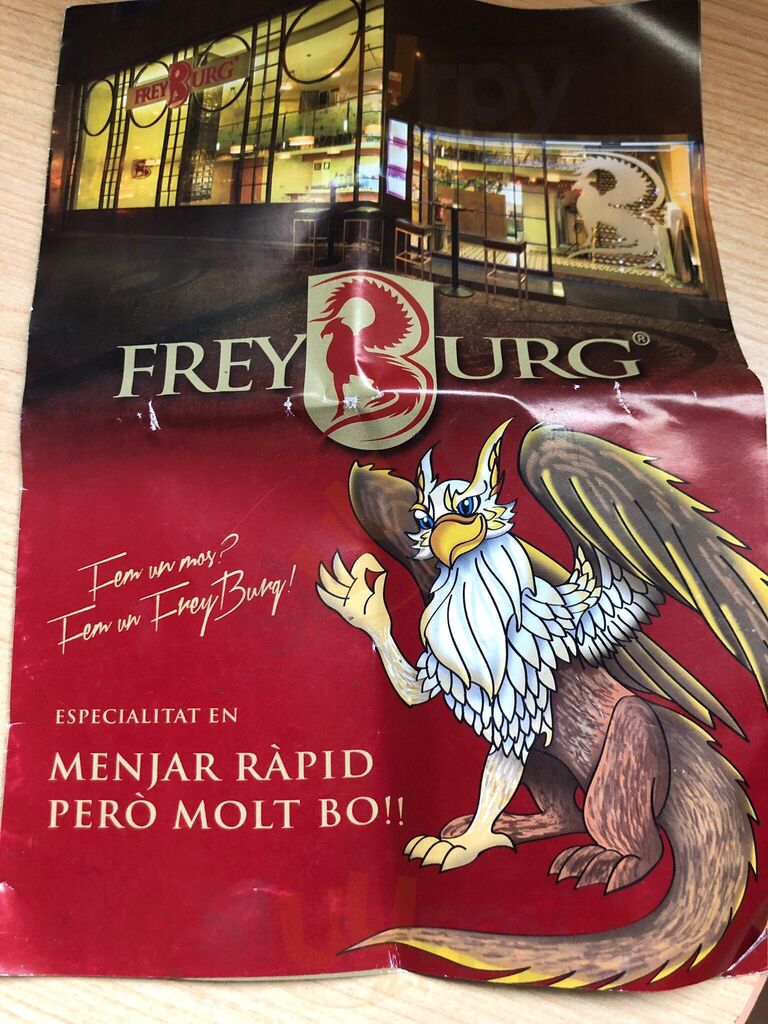 FREYBURG®
FREYBURG®
Fem un mos?
Fem un FreyBurg!
ESPECIALITAT EN
MENJAR RÀPID
PERÒ MOLT BO!!